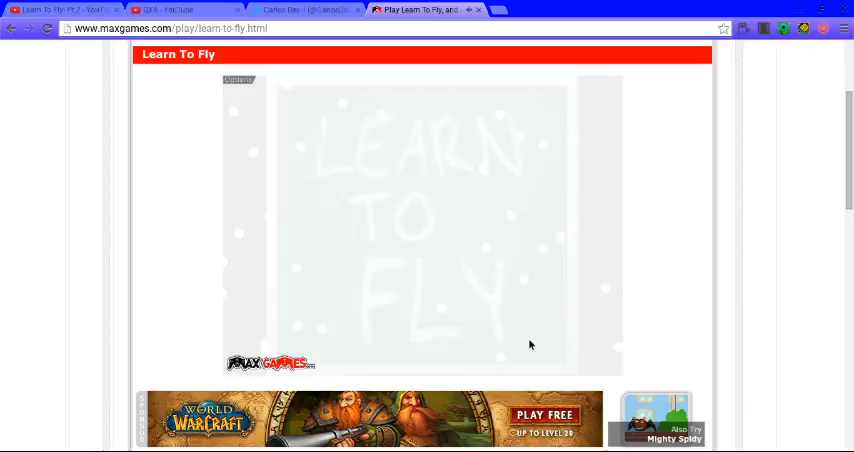 Learn To Fly! Pt.2 - YouTu
YouTube
Play Learn To Fly, and
www.maxgames.com/play/learn-to-fly.html
Learn To Fly
Options
LEARN
TO
FLY
MAX GAMES
WORLD
WARCRAFT
PLAY FREE
UP TO LEVEL 20
Also Try
Mighty Spidy